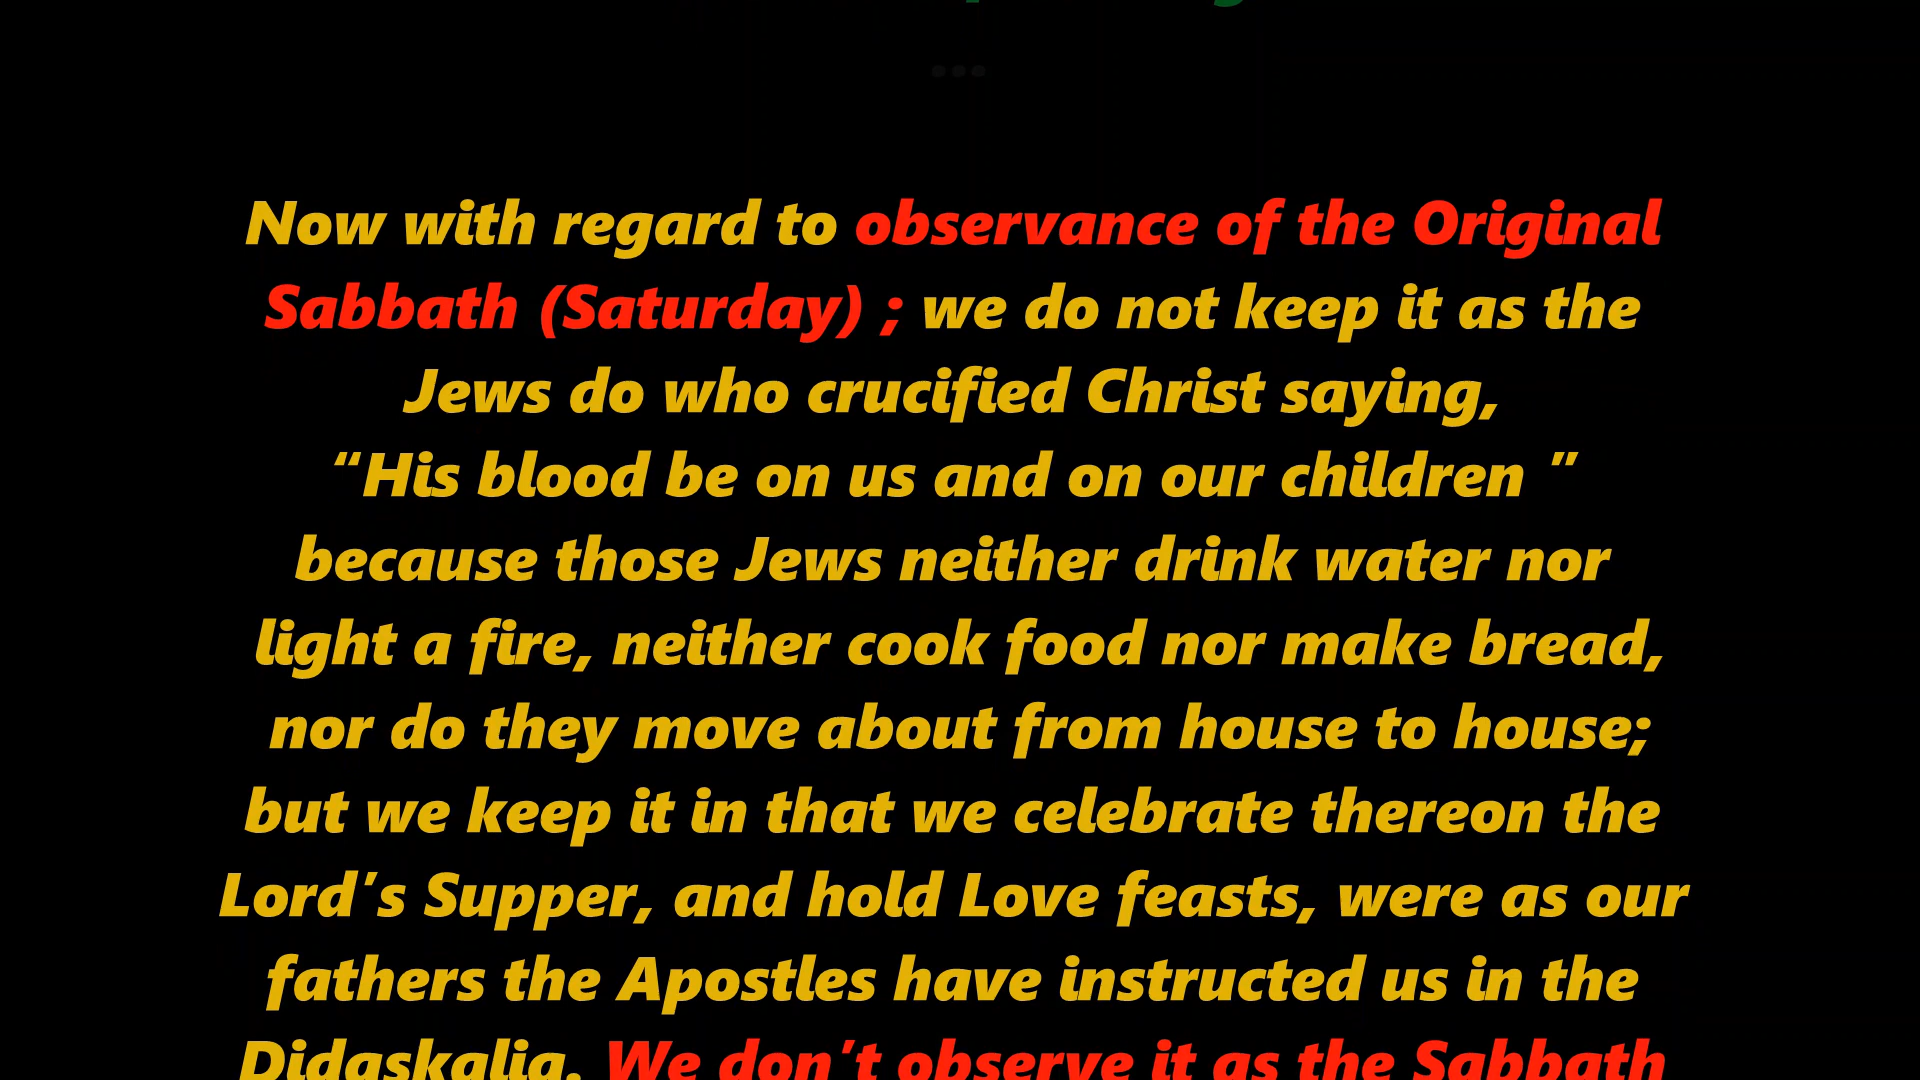 ...
Now with regard to observance of the Original
Sabbath (Saturday) ; we do not keep it as the
Jews do who crucified Christ saying,
“His blood be on us and on our children ”
because those Jews neither drink water nor
light a fire, neither cook food nor make bread,
nor do they move about from house to house;
but we keep it in that we celebrate thereon the
Lord’s Supper, and hold Love feasts, were as our
fathers the Apostles have instructed us in the
Didaskalia. We don’t observe it as the Sabbath